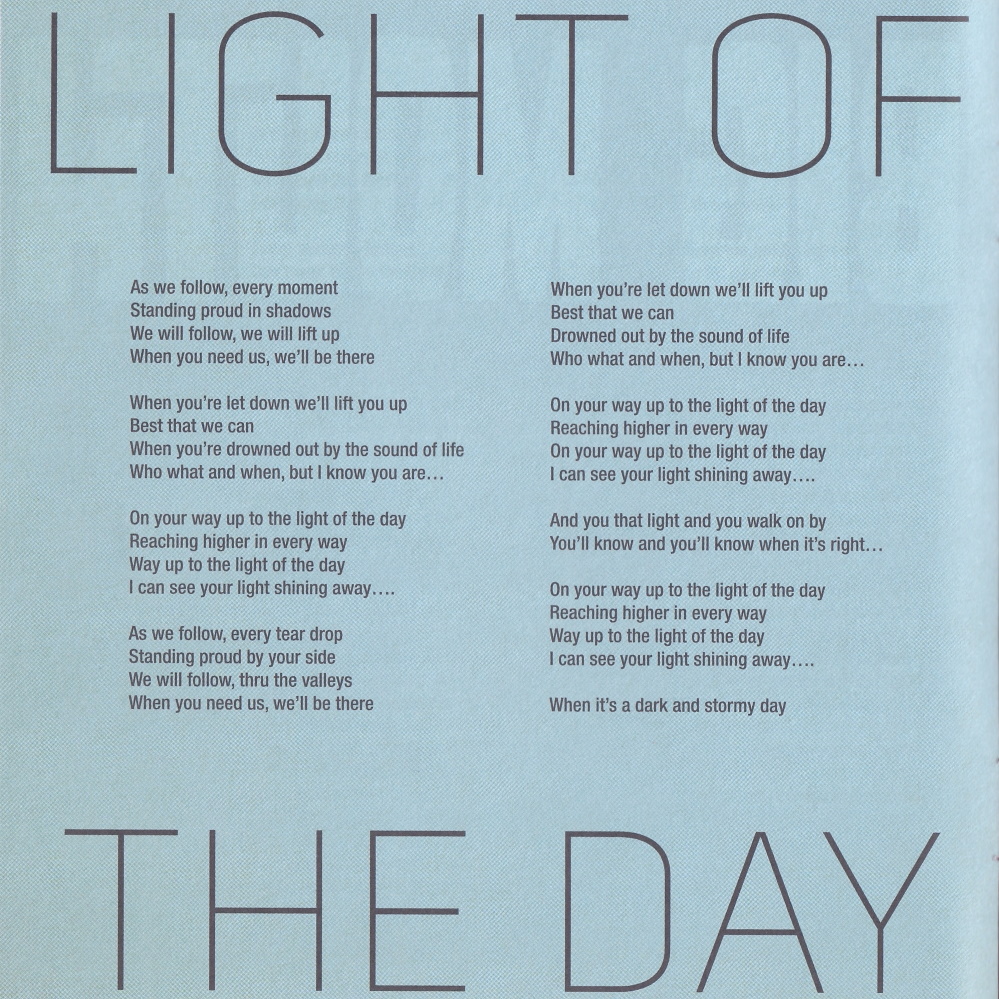 LIGHT OF
As we follow, every moment
Standing proud in shadows
We will follow, we will lift up
When you need us, we'll be there
When you're let down we'll lift you up
Best that we can
When you're drowned out by the sound of life
Who what and when, but I know you are…
On your way up to the light of the day
Reaching higher in every way
Way up to the light of the day
I can see your light shining away….
As we follow, every tear drop
Standing proud by your side
We will follow, thru the valleys
When you need us, we'll be there
When you're let down we'll lift you up
Best that we can
Drowned out by the sound of life
Who what and when, but I know you are…
On your way up to the light of the day
Reaching higher in every way
On your way up to the light of the day
I can see your light shining away….
And you that light and you walk on by
You'll know and you'll know when it's right…
On your way up to the light of the day
Reaching higher in every way
Way up to the light of the day
I can see your light shining away….
When it's a dark and stormy day
THE DAY